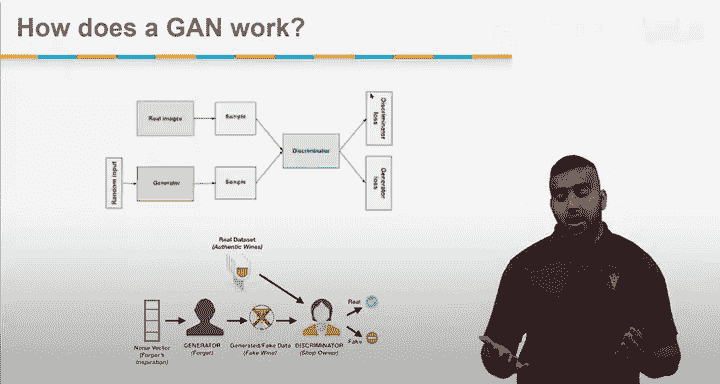 How does a GAN work?
Real images
Sample
Discriminator
loss
Discriminator
Random input
Generator
Sample
Generator
loss
Real Dataset
(Authentic Wines)
Real
Fake
Noise Vector
(Forger's
Inspiration)
GENERATOR
(Forger)
Generated/Fake Data
(Fake Wine)
DISCRIMINATOR
(Shop Owner)